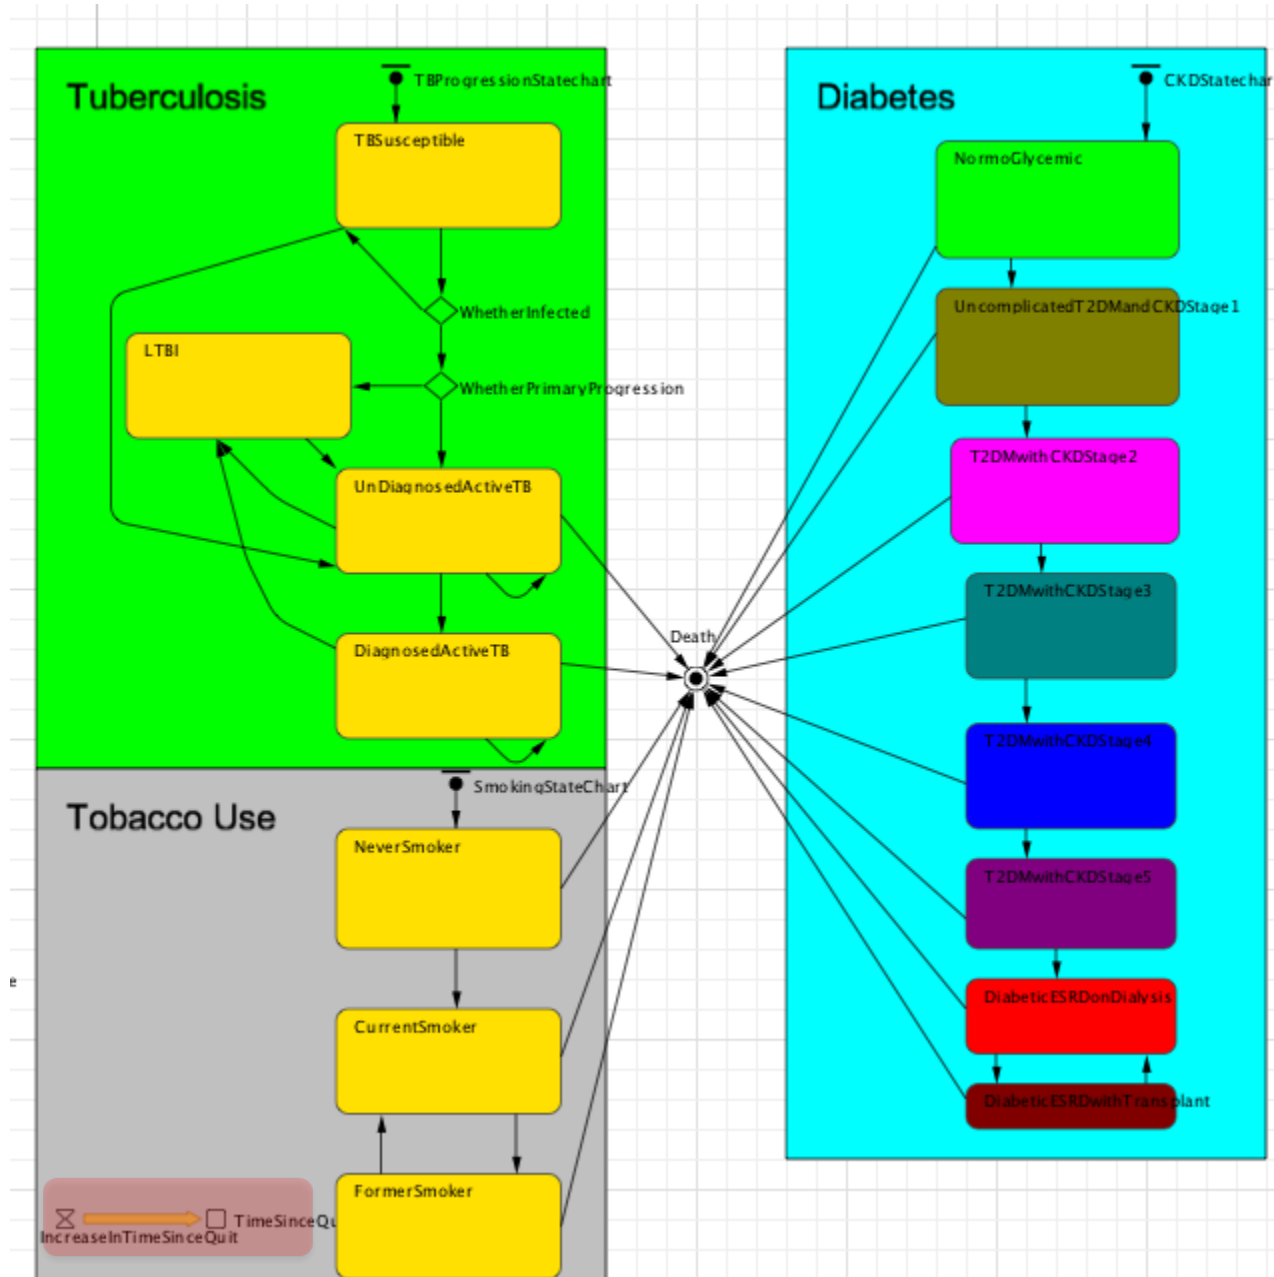 Tuberculosis
TBProgressionStatechart
TBSusceptible
WhetherInfected
LTBI
WhetherPrimaryProgression
UnDiagnosedActiveTB
DiagnosedActiveTB
Death
Tobacco Use
SmokingStateChart
NeverSmoker
CurrentSmoker
FormerSmoker
TimeSinceQu
IncreaseInTimeSinceQuit
e
Diabetes
CKDStatechar
NormoGlycemic
UncomplicatedT2DMandCKDStage1
T2DMwithCKDStage2
T2DMwithCKDStage3
T2DMwithCKDStage4
T2DMwithCKDStage5
DiabeticESRDonDialysis
DiabeticESRDwithTransplant